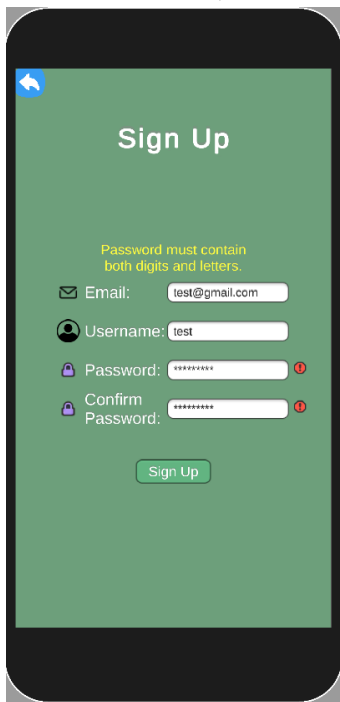 Sign Up
Password must contain
both digits and letters.
Email: test@gmail.com
Username: test
Password: *********
Confirm
Password: *********
Sign Up